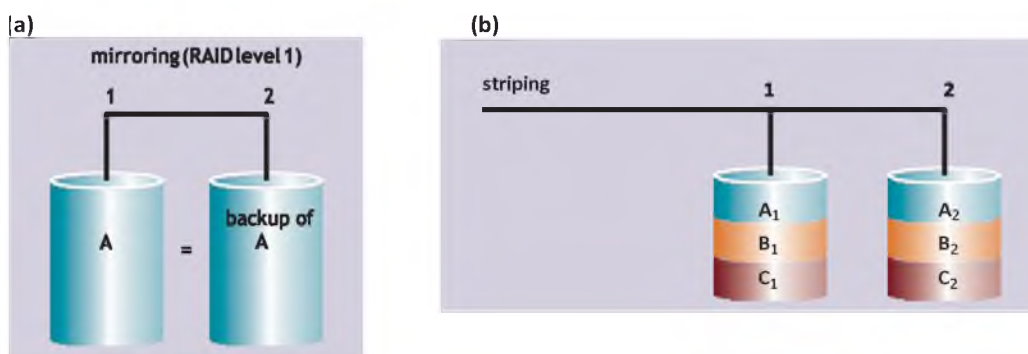 (a)
mirroring (RAID level 1)
1 2
A
=
backup of
A
(b)
striping
1 2
A₁ A₂
B₁ B₂
C₁ C₂